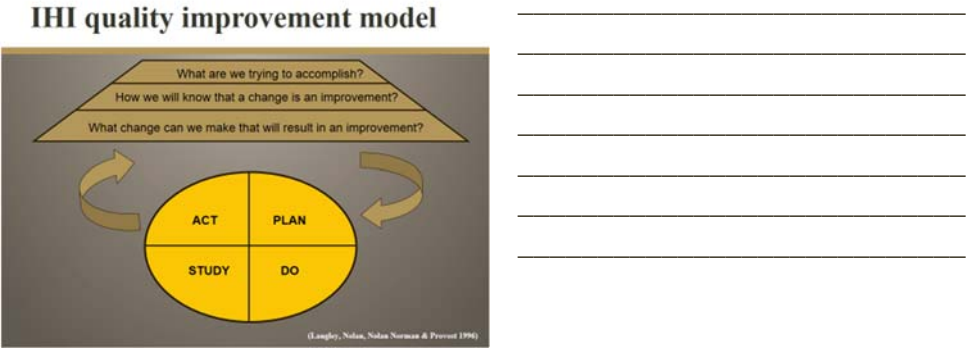 IHI quality improvement model
What are we trying to accomplish?
How we will know that a change is an improvement?
What change can we make that will result in an improvement?
ACT PLAN
STUDY DO
(Langley, Nolan, Nolan Norman & Provost 1996)